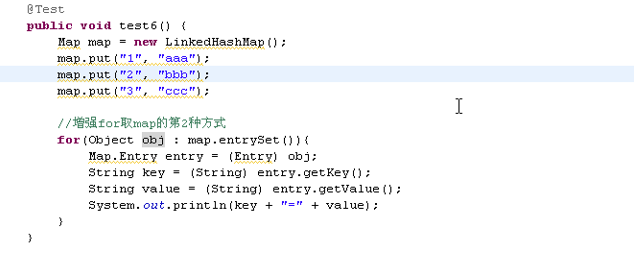 @Test
public void test6() {
Map map = new LinkedHashMap();
map.put("1", "aaa");
map.put("2", "bbb");
map.put("3", "ccc");
//增强for取map的第2种方式
for(Object obj : map.entrySet()){
Map.Entry entry = (Entry) obj;
String key = (String) entry.getKey();
String value = (String) entry.getValue();
System.out.println(key + "=" + value);
}
}